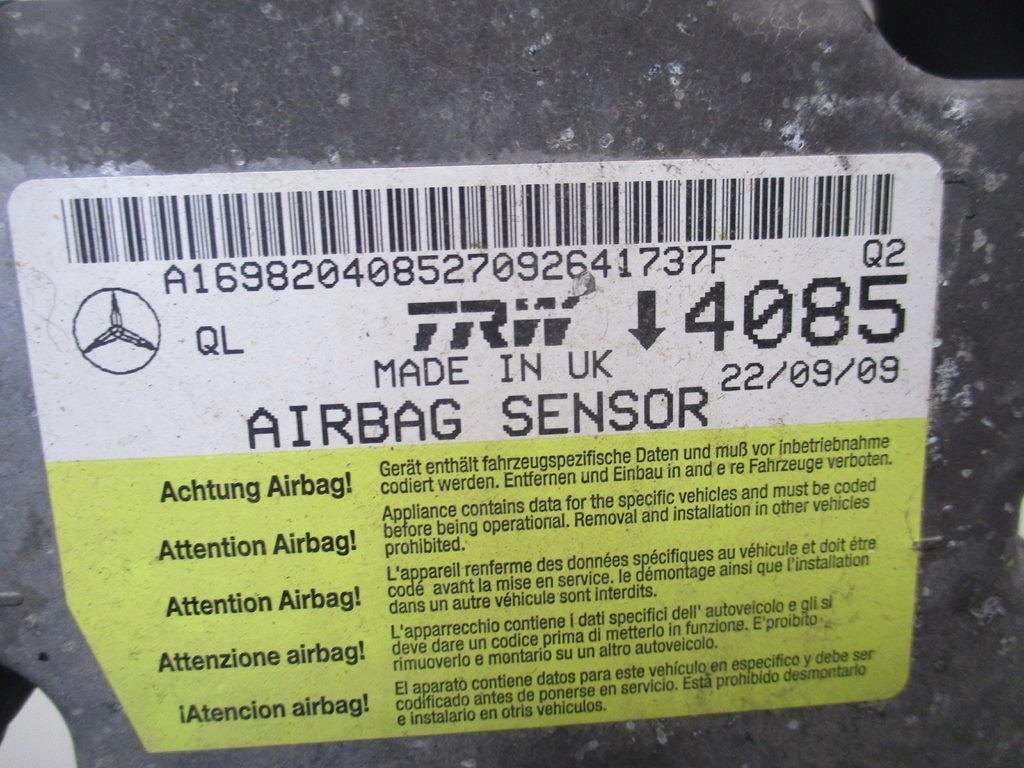 A169820408527092641737F
Q2
QL TRW ↓4085
MADE IN UK 22/09/09
AIRBAG SENSOR
Achtung Airbag!
Gerät enthält fahrzeugspezifische Daten und muß vor inbetriebnahme
codiert werden. Entfernen und Einbau in and e re Fahrzeuge verboten.
Attention Airbag!
Appliance contains data for the specific vehicles and must be coded
before being operational. Removal and installation in other vehicles
prohibited.
Attention Airbag!
L'appareil renferme des données spécifiques au véhicule et doit étre
codé avant la mise en service. le démontage ainsi que l'installation
dans un autre véhicule sont interdits.
Attenzione airbag!
L'apparrecchio contiene i dati specifici dell' autoveicolo e gli si
deve dare un codice prima di metterlo in funzione. E'proibito
rimuoverlo e montario su un altro autoveicolo.
¡Atencion airbag!
El aparato contiene datos para este vehículo en especifico y debe ser
codificado antes de ponerse en servicio. Está prohibido desmontarlo
e instalario en otris vehiculos.